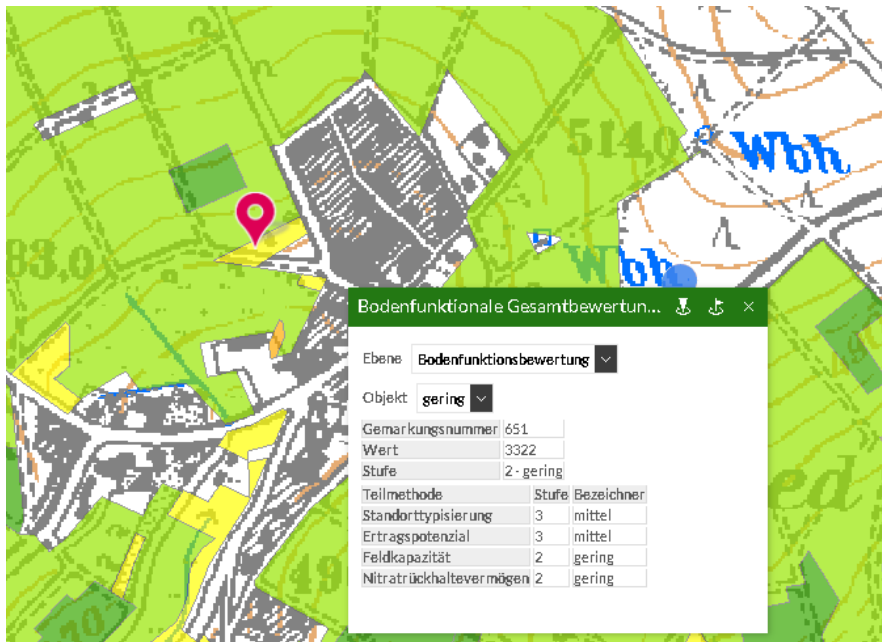 514,0
Wbh
83,0
Wbh
Bodenfunktionale Gesamtbewertun...
Ebene Bodenfunktionsbewertung
Objekt gering
Gemarkungsnummer 651
Wert 3322
Stufe 2 - gering
Teilmethode Stufe Bezeichner
Standorttypisierung 3 mittel
Ertragspotenzial 3 mittel
Feldkapazität 2 gering
Nitratrückhaltevermögen 2 gering
ed